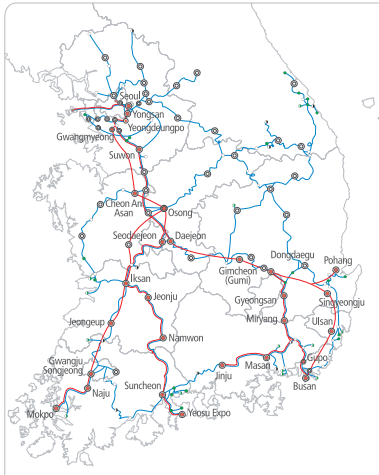 Seoul
Yongsan
Yeongdeungpo
Gwangmyeong
Suwon
Cheon An
Asan
Osong
Seodaejeon
Daejeon
Dongdaegu
Pohang
Gimcheon
(Gumi)
Singyeongju
Iksan
Gyeongsan
Jeonju
Miryang
Ulsan
Jeongeup
Namwon
Gupo
Gwangju
Songjeong
Masan
Suncheon
Jinju
Busan
Naju
Mokpo
Yeosu Expo